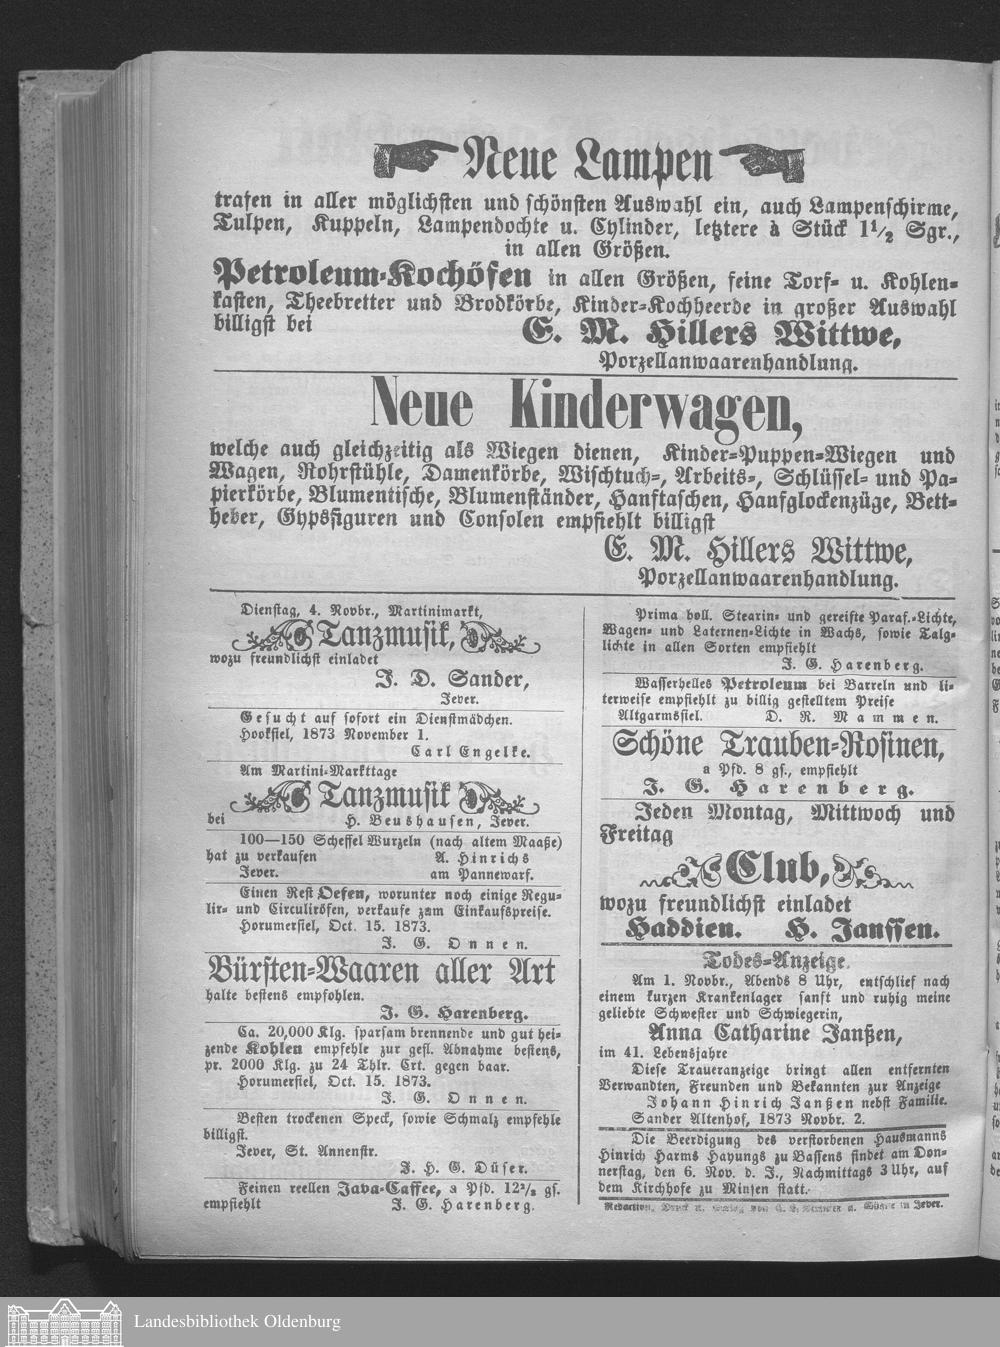 Neue Lampen
trafen in aller möglichsten und schönsten Auswahl ein, auch Lampenschirme,
Tulpen, Kuppeln, Lampendochte u. Cylinder, letztere à Stück 1½ Sgr.,
in allen Größen.
Petroleum-Kochöfen in allen Größen, feine Torf- u. Kohlen-
kasten, Theebretter und Brodkörbe, Kinder-Kochheerde in großer Auswahl
billigst bei
E. M. Hillers Wittwe,
Porzellanwaarenhandlung.
Neue Kinderwagen,
welche auch gleichzeitig als Wiegen dienen, Kinder-Puppen-Wiegen und
Wagen, Rohrstühle, Damenkörbe, Wischtuch-, Arbeits-, Schlüssel- und Pa-
pierkörbe, Blumentische, Blumenständer, Hanftaschen, Hanfglockenzüge, Bett-
heber, Gypsfiguren und Consolen empfiehlt billigst
E. M. Hillers Wittwe,
Porzellanwaarenhandlung.
Dienstag, 4. Novbr., Martinimarkt,
Tanzmusik,
wozu freundlichst einladet
J. D. Sander,
Jever.
Gesucht auf sofort ein Dienstmädchen.
Hooksiel, 1873 November 1.
Carl Engelke.
Am Martini-Markttage
Tanzmusik
bei H. Beushausen, Jever.
100—150 Scheffel Wurzeln (nach altem Maaße)
hat zu verkaufen A. Hinrichs
Jever. am Pannewarf.
Einen Rest Oefen, worunter noch einige Regu-
lir- und Circuliröfen, verkaufe zum Einkaufspreise.
Horumersiel, Oct. 15. 1873.
J. G. Onnen.
Bürsten-Waaren aller Art
halte bestens empfohlen.
J. G. Harenberg.
Ca. 20,000 Klg. sparsam brennende und gut hei-
zende Kohlen empfehle zur gefl. Abnahme bestens,
pr. 2000 Klg. zu 24 Thlr. Crt. gegen baar.
Horumersiel, Oct. 15. 1873.
J. G. Onnen.
Besten trockenen Speck, sowie Schmalz empfehle
billigst.
Jever, St. Annenstr.
J. H. G. Düser.
Feinen reellen Java-Caffee, a Pfd. 12½ gs.
empfiehlt J. G. Harenberg.
Prima holl. Stearin- und gereifte Paraf.-Lichte,
Wagen- und Laternen-Lichte in Wachs, sowie Talg-
lichte in allen Sorten empfiehlt
J. G. Harenberg.
Wasserhelles Petroleum bei Barreln und li-
terweise empfiehlt zu billig gestelltem Preise
Altgarmssiel. D. R. Mammen.
Schöne Trauben-Rosinen,
a Pfd. 8 gs., empfiehlt
J. G. Harenberg.
Jeden Montag, Mittwoch und
Freitag
Club,
wozu freundlichst einladet
Haddien. H. Janssen.
Todes-Anzeige.
Am 1. Novbr., Abends 8 Uhr, entschlief nach
einem kurzen Krankenlager sanft und ruhig meine
geliebte Schwester und Schwiegerin,
Anna Catharine Janßen,
im 41. Lebensjahre
Diese Traueranzeige bringt allen entfernten
Verwandten, Freunden und Bekannten zur Anzeige
Johann Hinrich Janßen nebst Familie.
Sander Altenhof, 1873 Novbr. 2.
Die Beerdigung des verstorbenen Hausmanns
Hinrich Harms Hayungs zu Bassens findet am Don-
nerstag, den 6. Nov. d. J., Nachmittags 3 Uhr, auf
dem Kirchhofe zu Minsen statt.
Redaction, Druck u. Verlag von C. L. Mettcker u. Söhne in Jever.
Landesbibliothek Oldenburg